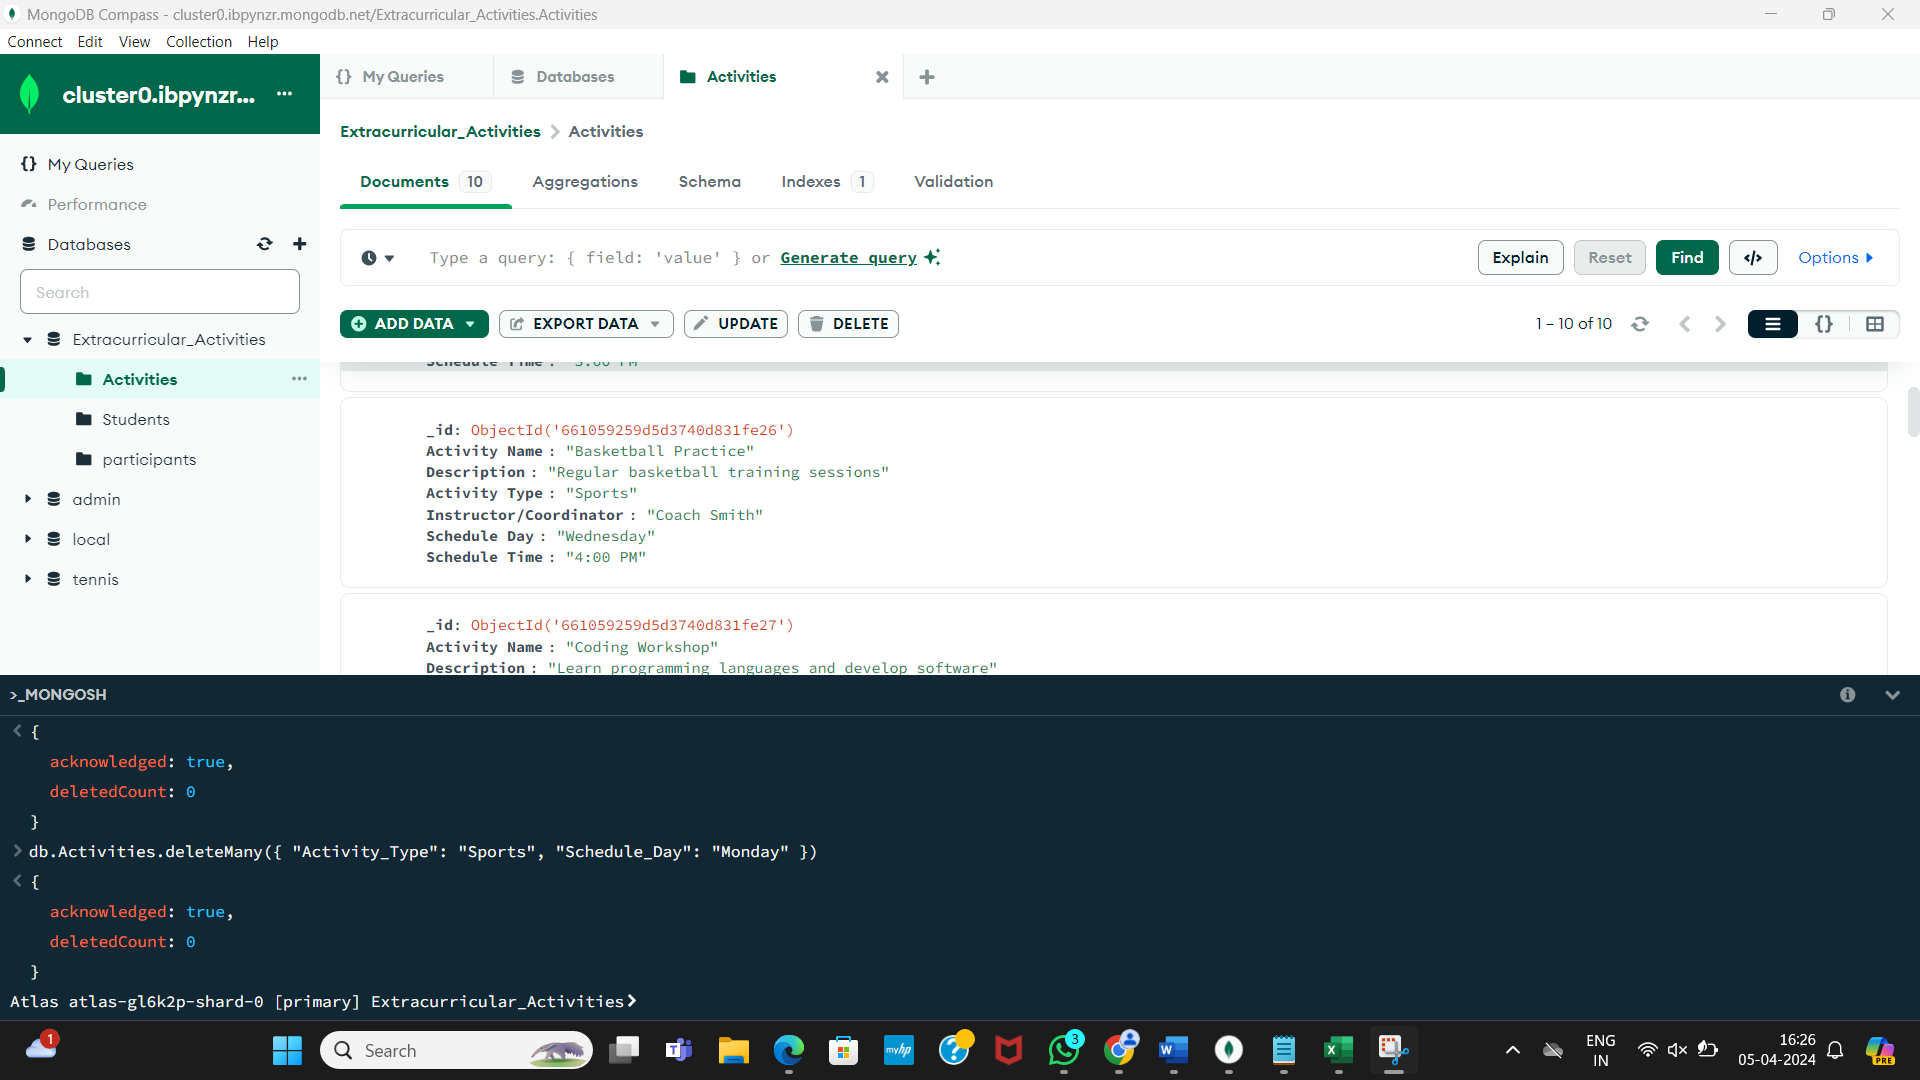 MongoDB Compass - cluster0.ibpynzr.mongodb.net/Extracurricular_Activities.Activities
Connect Edit View Collection Help
cluster0.ibpynzr... ...
My Queries
Databases
Activities
My Queries
Performance
Databases
Search
Extracurricular_Activities
Activities
Students
participants
admin
local
tennis
Extracurricular_Activities > Activities
Documents 10 Aggregations Schema Indexes 1 Validation
Type a query: { field: 'value' } or Generate query
Explain Reset Find </> Options
ADD DATA EXPORT DATA UPDATE DELETE
1 – 10 of 10 {}
Schedule Time : "5:00 PM"
_id: ObjectId('661059259d5d3740d831fe26')
Activity Name : "Basketball Practice"
Description : "Regular basketball training sessions"
Activity Type : "Sports"
Instructor/Coordinator : "Coach Smith"
Schedule Day : "Wednesday"
Schedule Time : "4:00 PM"
_id: ObjectId('661059259d5d3740d831fe27')
Activity Name : "Coding Workshop"
Description : "Learn programming languages and develop software"
>_MONGOSH
< {
acknowledged: true,
deletedCount: 0
}
> db.Activities.deleteMany({ "Activity_Type": "Sports", "Schedule_Day": "Monday" })
< {
acknowledged: true,
deletedCount: 0
}
Atlas atlas-gl6k2p-shard-0 [primary] Extracurricular_Activities>
1
Search
myhp
3
ENG
IN
16:26
05-04-2024
PRE